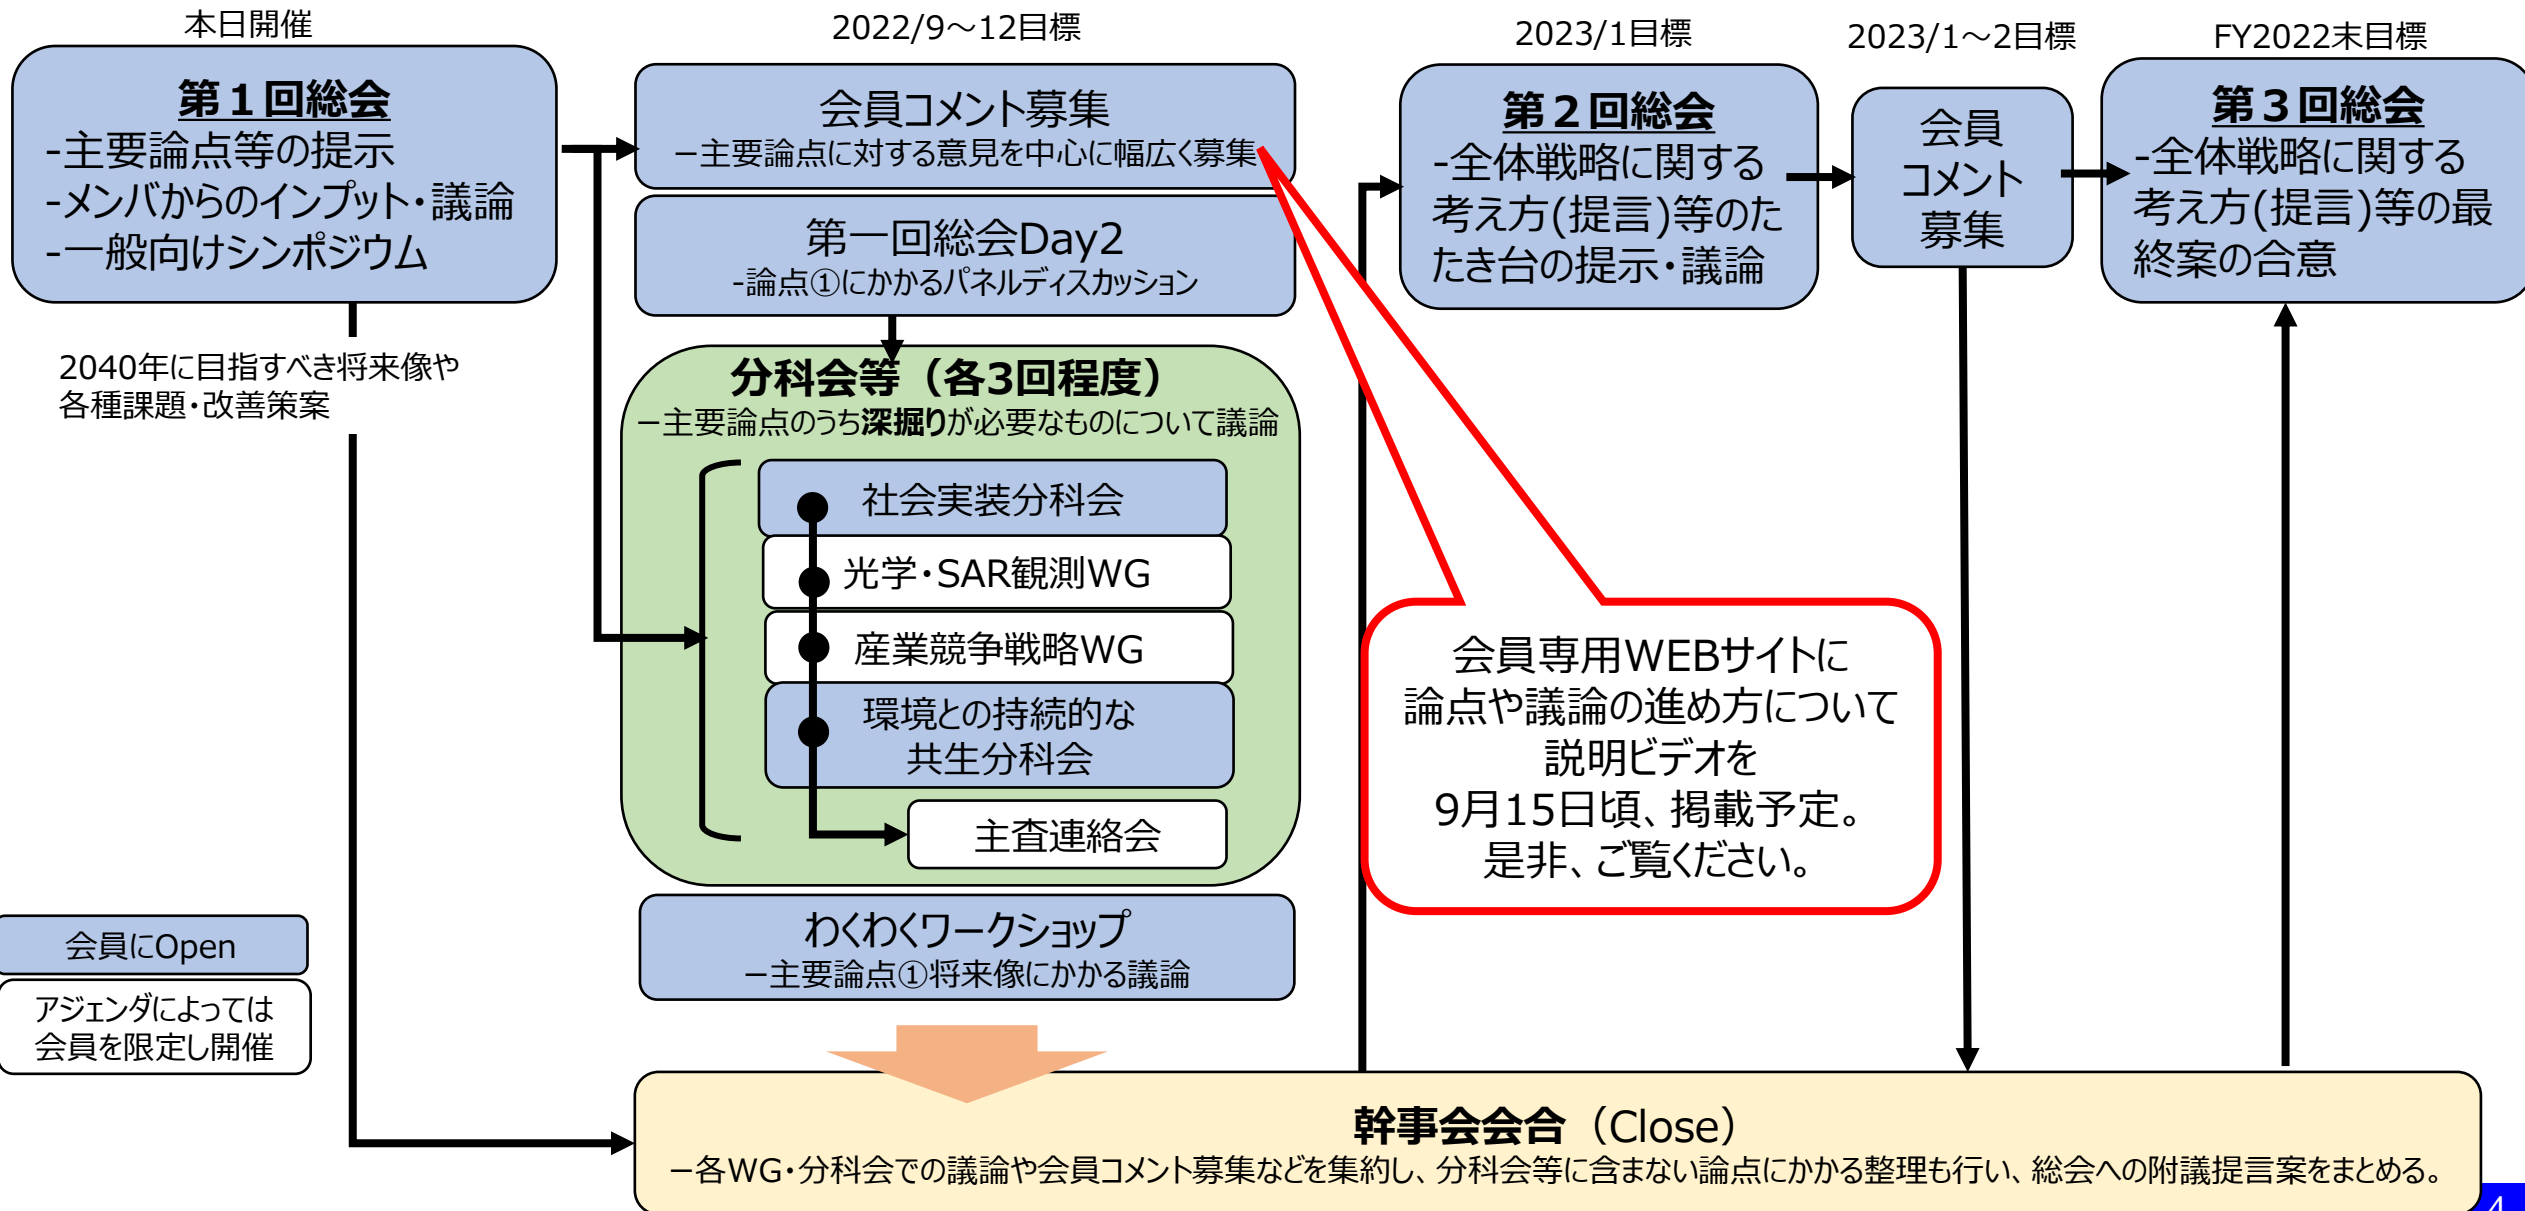 本日開催
第１回総会
-主要論点等の提示
-メンバからのインプット・議論
-一般向けシンポジウム
2040年に目指すべき将来像や
各種課題・改善策案
2022/9～12目標
会員コメント募集
－主要論点に対する意見を中心に幅広く募集
第一回総会Day2
-論点①にかかるパネルディスカッション
分科会等（各3回程度）
－主要論点のうち深掘りが必要なものについて議論
社会実装分科会
光学・SAR観測WG
産業競争戦略WG
環境との持続的な
共生分科会
主査連絡会
わくわくワークショップ
－主要論点①将来像にかかる議論
2023/1目標
第２回総会
-全体戦略に関する
考え方(提言)等のた
たき台の提示・議論
2023/1～2目標
会員
コメント
募集
FY2022末目標
第３回総会
-全体戦略に関する
考え方(提言)等の最
終案の合意
会員専用WEBサイトに
論点や議論の進め方について
説明ビデオを
9月15日頃、掲載予定。
是非、ご覧ください。
会員にOpen
アジェンダによっては
会員を限定し開催
幹事会会合（Close）
－各WG・分科会での議論や会員コメント募集などを集約し、分科会等に含まない論点にかかる整理も行い、総会への附議提言案をまとめる。
4